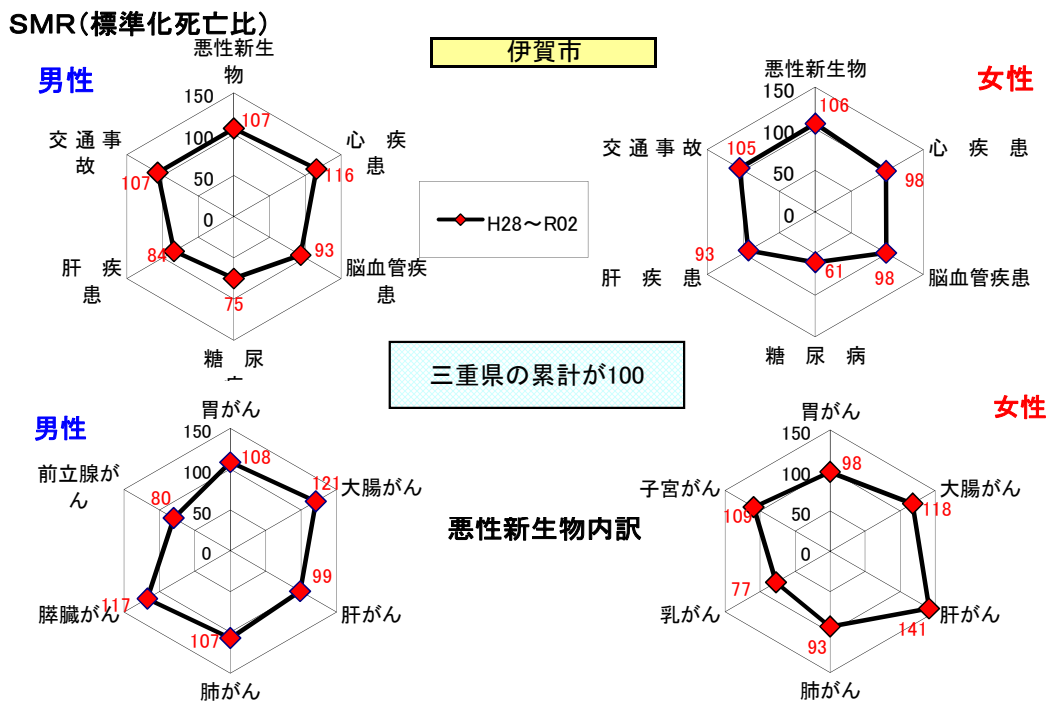 SMR（標準化死亡比）
伊賀市
男性
悪性新生
物
150
100
50
0
107
心 疾
患
116
脳血管疾
患
93
糖 尿
75
肝 疾
患
84
交 通 事
故
107
H28～R02
女性
悪性新生物
150
100
50
0
106
心 疾 患
98
脳血管疾患
98
糖 尿 病
61
肝 疾 患
93
交 通 事 故
105
三重県の累計が100
悪性新生物内訳
男性
胃がん
150
100
50
0
108
大腸がん
121
肝がん
99
肺がん
107
膵臓がん
117
前立腺が
ん
80
女性
胃がん
150
100
50
0
98
大腸がん
118
肝がん
141
肺がん
93
乳がん
77
子宮がん
109